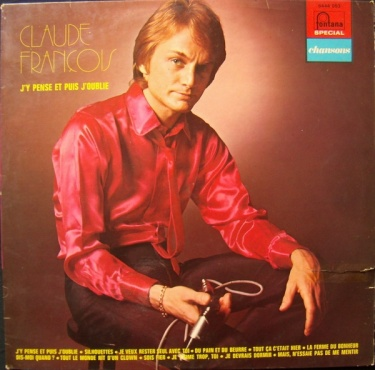 CLAUDE
FRANÇOIS
J'Y PENSE ET PUIS J'OUBLIE
fontana
SPECIAL
chansons
J'Y PENSE ET PUIS J'OUBLIE • SILHOUETTES • JE VEUX RESTER SEUL AVEC TOI • DU PAIN ET DU BEURRE • TOUT ÇA C'ETAIT HIER • LA FERME DU BONHEUR
DIS-MOI QUAND ? • TOUT LE MONDE RIT D'UN CLOWN • SOIS FIER • JE T'AIME TROP, TOI • JE DEVRAIS DORMIR • MAIS, N'ESSAIE PAS DE ME MENTIR